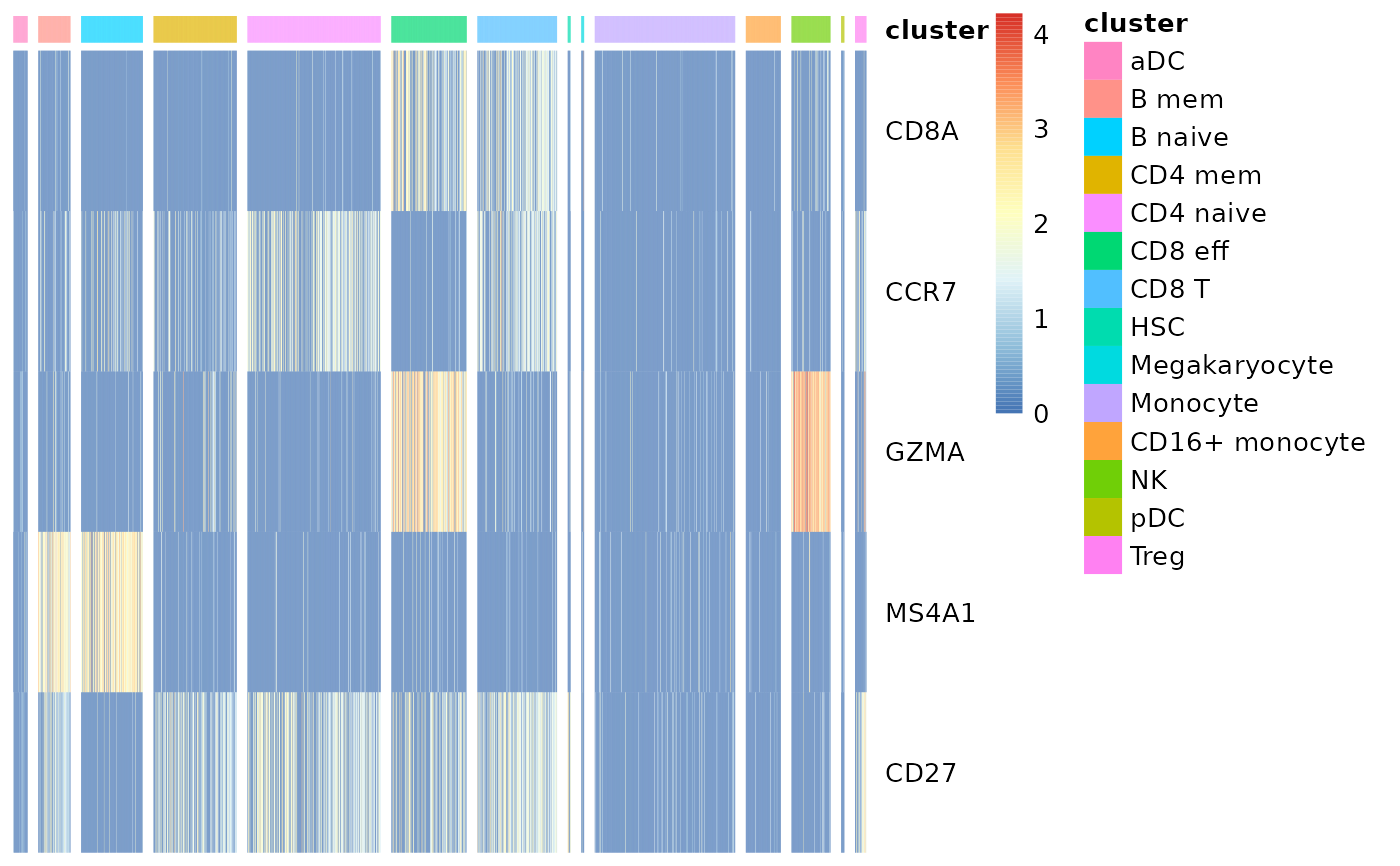 cluster
CD8A
CCR7
GZMA
MS4A1
CD27
4
3
2
1
0
cluster
aDC
B mem
B naive
CD4 mem
CD4 naive
CD8 eff
CD8 T
HSC
Megakaryocyte
Monocyte
CD16+ monocyte
NK
pDC
Treg